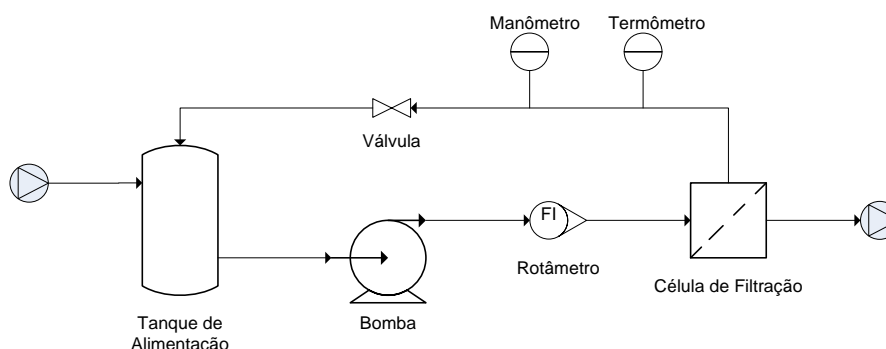 Manômetro
Termômetro
Válvula
FI
Rotâmetro
Célula de Filtração
Tanque de
Alimentação
Bomba